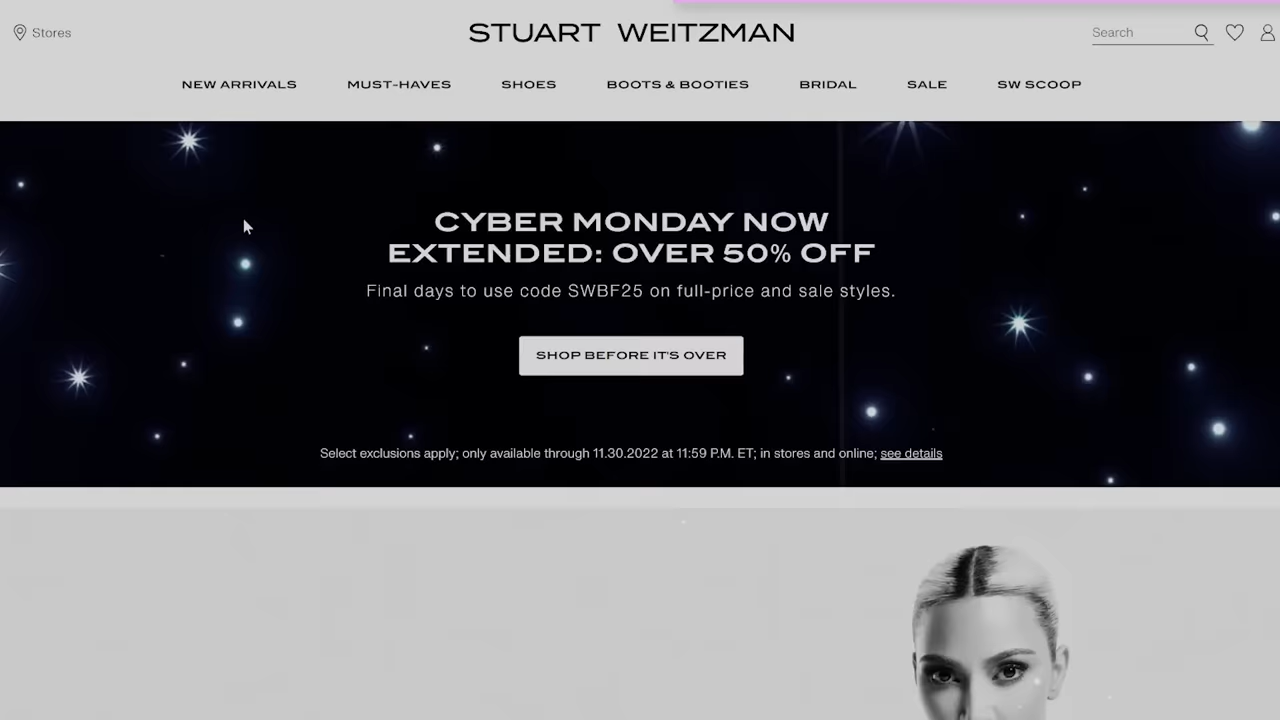 Stores
STUART WEITZMAN
Search
NEW ARRIVALS MUST-HAVES SHOES BOOTS & BOOTIES BRIDAL SALE SW SCOOP
CYBER MONDAY NOW
EXTENDED: OVER 50% OFF
Final days to use code SWBF25 on full-price and sale styles.
SHOP BEFORE IT'S OVER
Select exclusions apply; only available through 11.30.2022 at 11:59 P.M. ET; in stores and online; see details